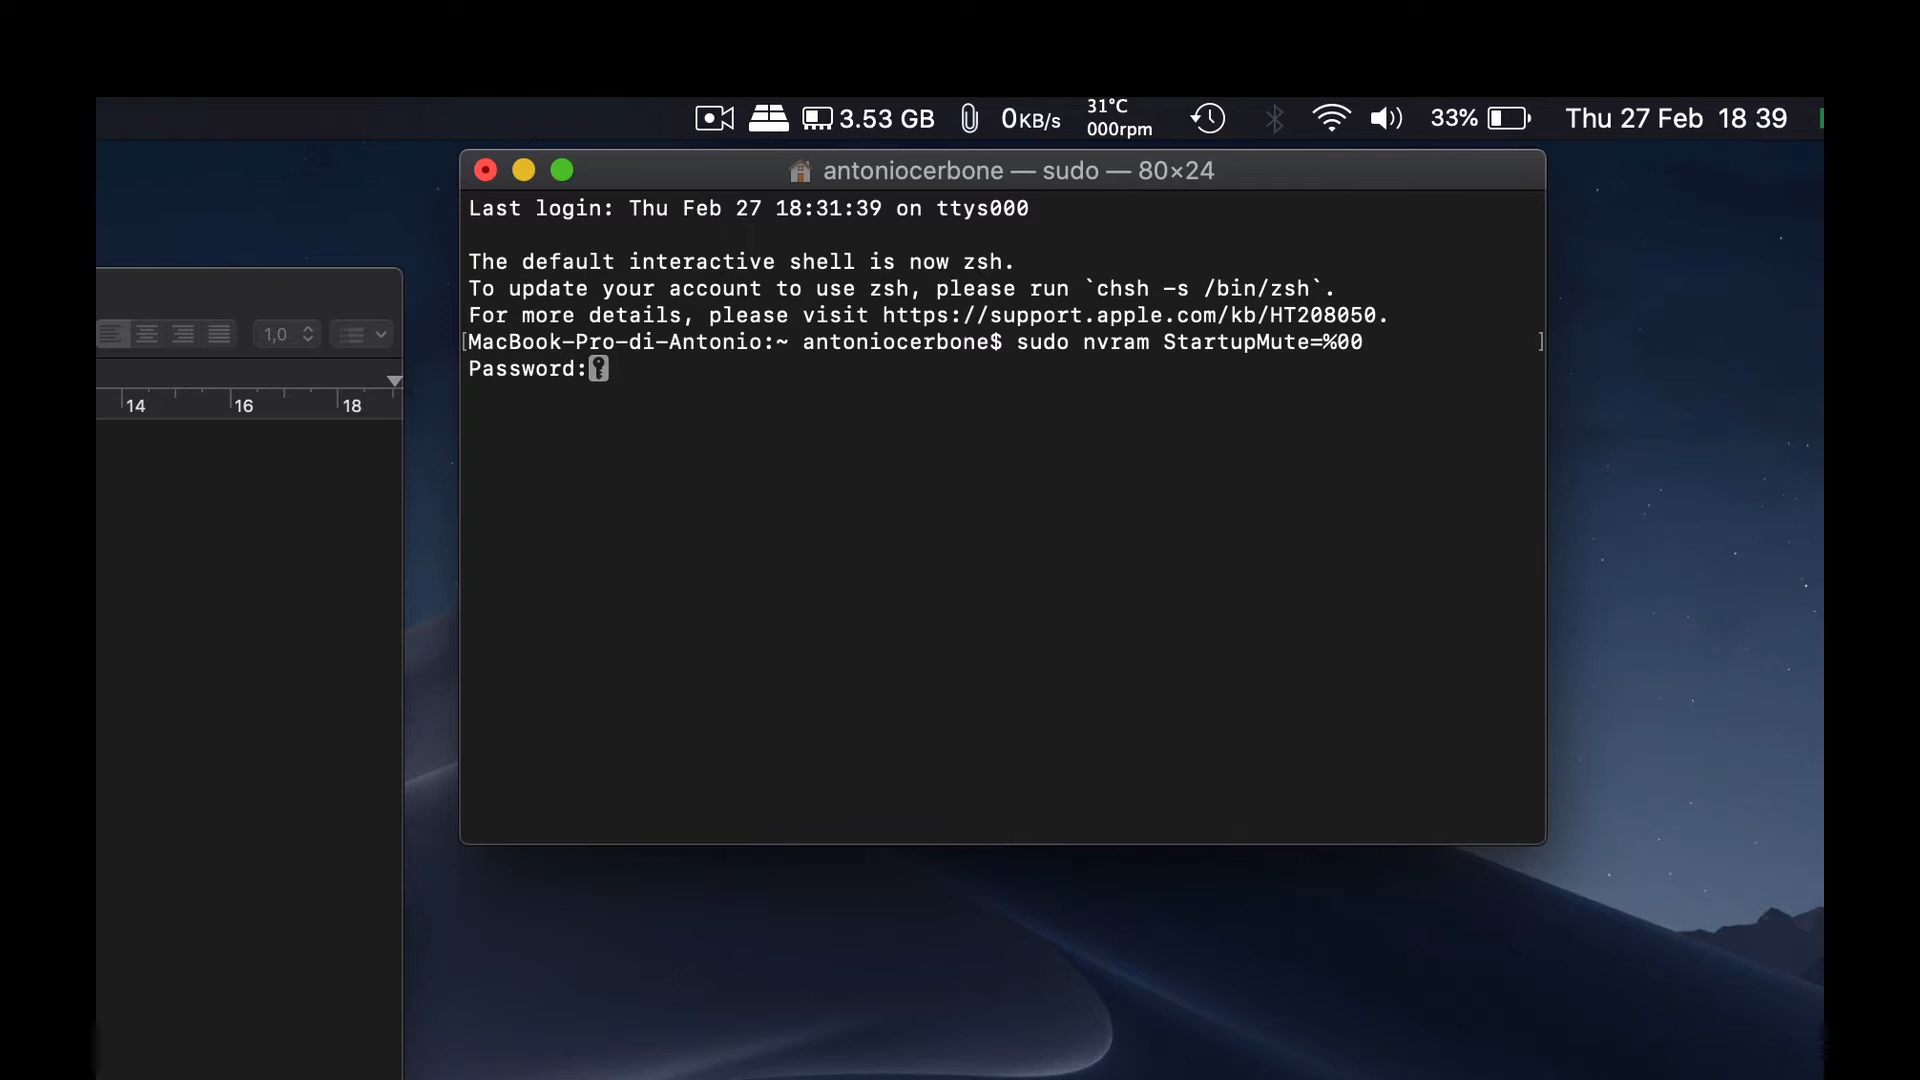 3.53 GB 0KB/s 31°C 000rpm 33% Thu 27 Feb 18 39
antoniocerbone — sudo — 80×24
Last login: Thu Feb 27 18:31:39 on ttys000
The default interactive shell is now zsh.
To update your account to use zsh, please run `chsh -s /bin/zsh`.
For more details, please visit https://support.apple.com/kb/HT208050.
[MacBook-Pro-di-Antonio:~ antoniocerbone$ sudo nvram StartupMute=%00 ]
Password:
1,0
14 16 18